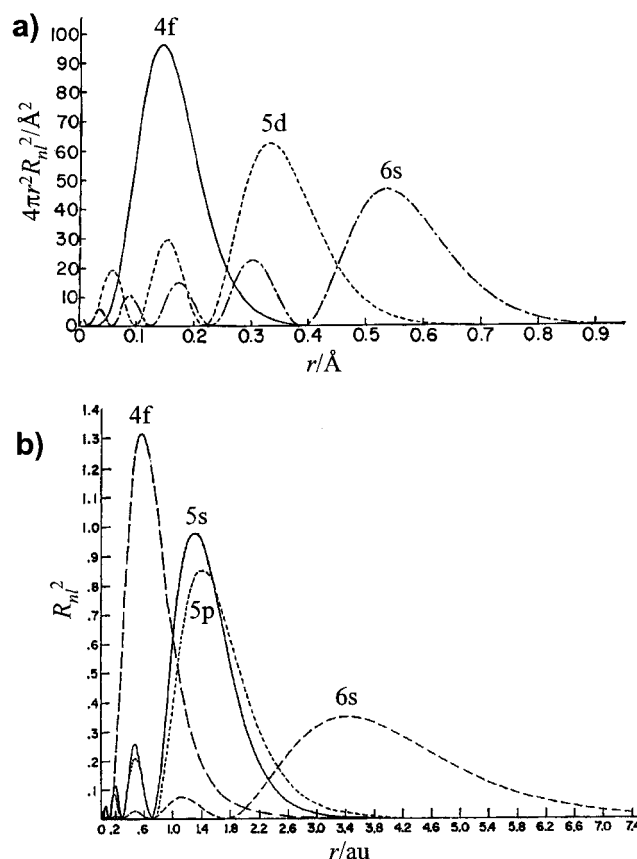 a)
4f
5d
6s
4πr²Rnl²/Å²
100
90
80
70
60
50
40
30
20
10
0
0 0.1 0.2 0.3 0.4 0.5 0.6 0.7 0.8 0.9
r/Å
b)
4f
5s
5p
6s
Rnl²
1.4
1.3
1.2
1.1
1.0
.9
.8
.7
.6
.5
.4
.3
.2
.1
0 .2 .6 1.0 1.4 1.8 2.2 2.6 3.0 3.4 3.8 4.2 4.6 5.0 5.4 5.8 6.2 6.6 7.0 7.4
r/au